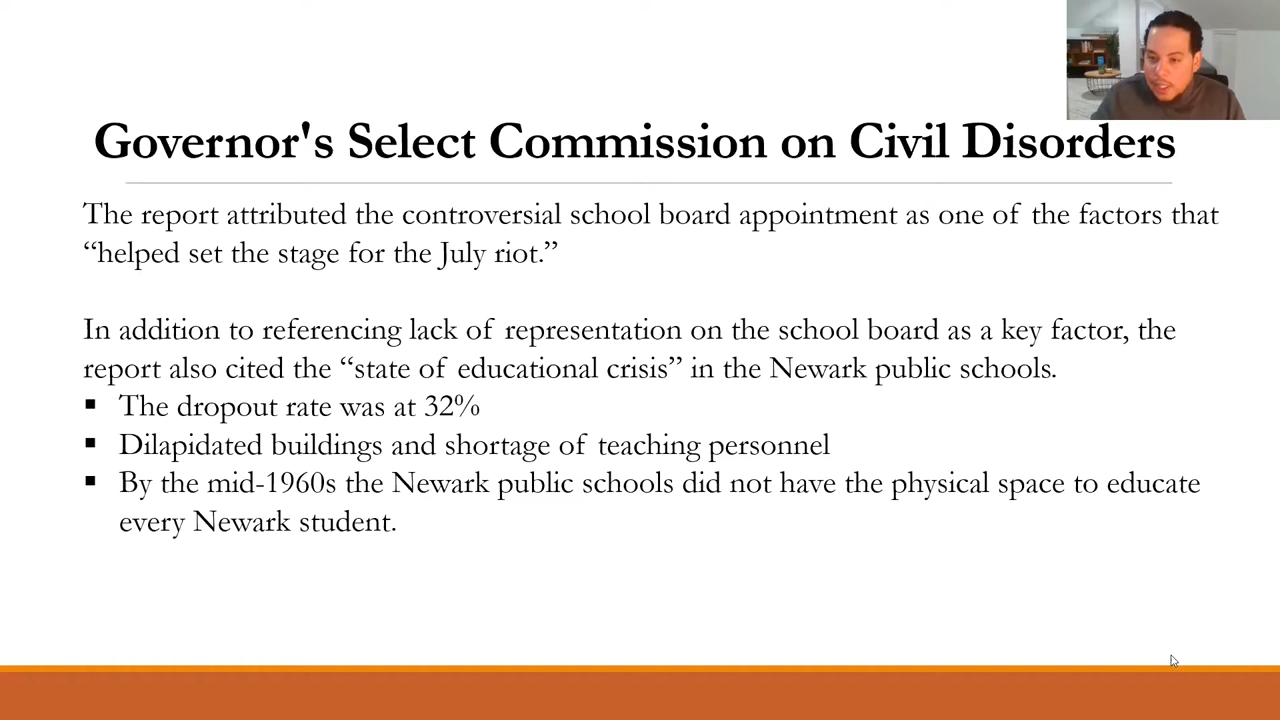 Governor's Select Commission on Civil Disorders
The report attributed the controversial school board appointment as one of the factors that
“helped set the stage for the July riot.”
In addition to referencing lack of representation on the school board as a key factor, the
report also cited the “state of educational crisis” in the Newark public schools.
▪ The dropout rate was at 32%
▪ Dilapidated buildings and shortage of teaching personnel
▪ By the mid-1960s the Newark public schools did not have the physical space to educate
every Newark student.